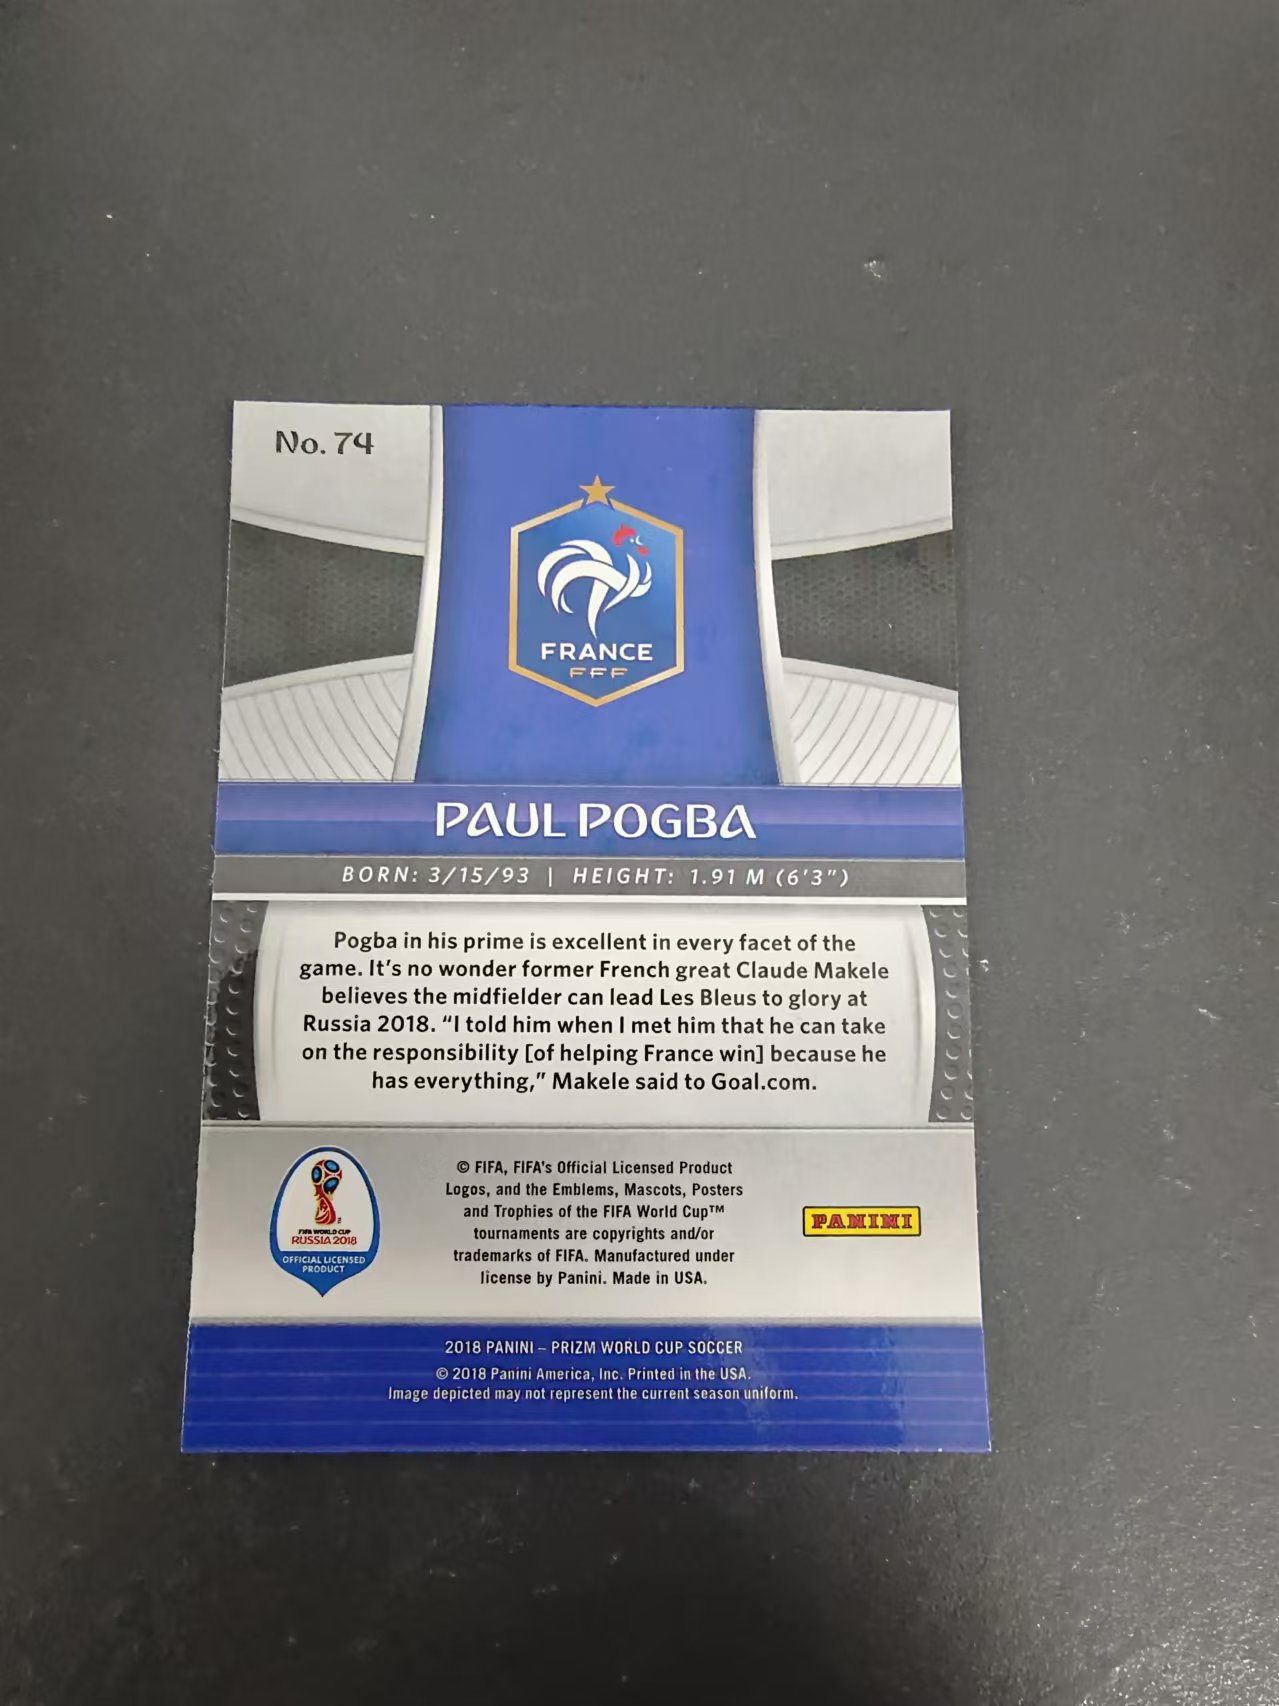 No. 74
FRANCE
FFF
PAUL POGBA
BORN: 3/15/93 | HEIGHT: 1.91 M (6'3")
Pogba in his prime is excellent in every facet of the
game. It's no wonder former French great Claude Makele
believes the midfielder can lead Les Bleus to glory at
Russia 2018. "I told him when I met him that he can take
on the responsibility [of helping France win] because he
has everything," Makele said to Goal.com.
FIFA WORLD CUP
RUSSIA 2018
OFFICIAL LICENSED
PRODUCT
© FIFA, FIFA's Official Licensed Product
Logos, and the Emblems, Mascots, Posters
and Trophies of the FIFA World Cup™
tournaments are copyrights and/or
trademarks of FIFA. Manufactured under
license by Panini. Made in USA.
PANINI
2018 PANINI – PRIZM WORLD CUP SOCCER
© 2018 Panini America, Inc. Printed in the USA.
Image depicted may not represent the current season uniform.